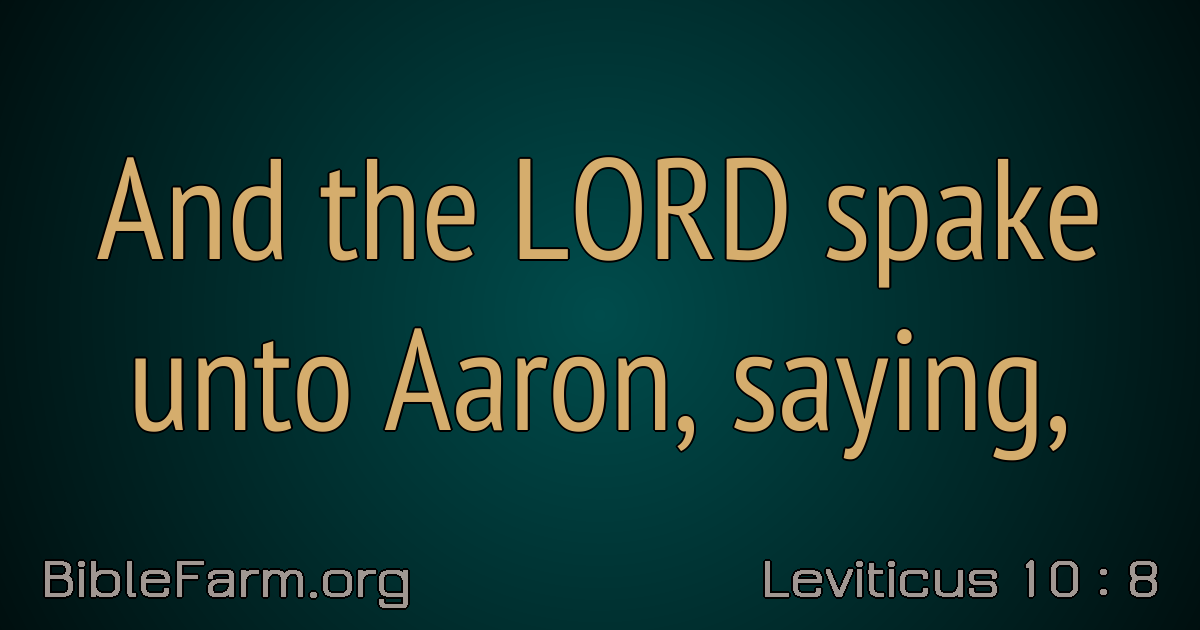 And the LORD spake
unto Aaron, saying,
BibleFarm.org
Leviticus 10 : 8